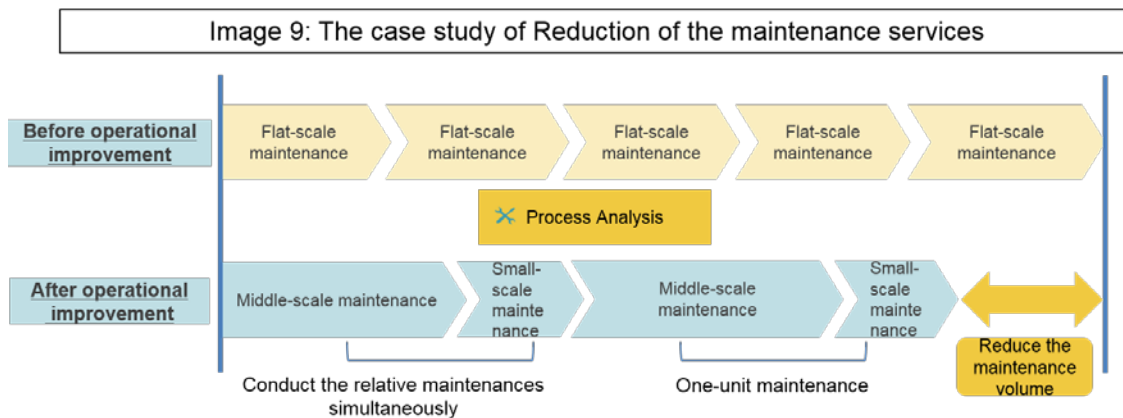 Image 9: The case study of Reduction of the maintenance services
Before operational
improvement
Flat-scale
maintenance
Flat-scale
maintenance
Flat-scale
maintenance
Flat-scale
maintenance
Flat-scale
maintenance
Process Analysis
After operational
improvement
Middle-scale maintenance
Small-
scale
mainte
nance
Middle-scale
maintenance
Small-
scale
mainte
nance
Reduce the
maintenance
volume
Conduct the relative maintenances
simultaneously
One-unit maintenance